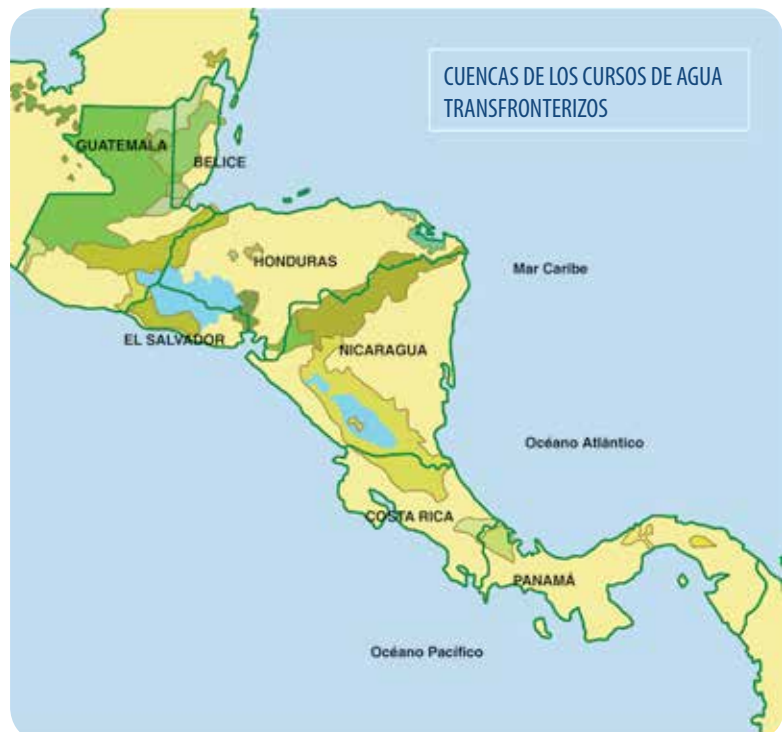 CUENCAS DE LOS CURSOS DE AGUA
TRANSFRONTERIZOS
GUATEMALA
BELICE
HONDURAS
Mar Caribe
EL SALVADOR
NICARAGUA
Océano Atlántico
COSTA RICA
PANAMÁ
Océano Pacífico